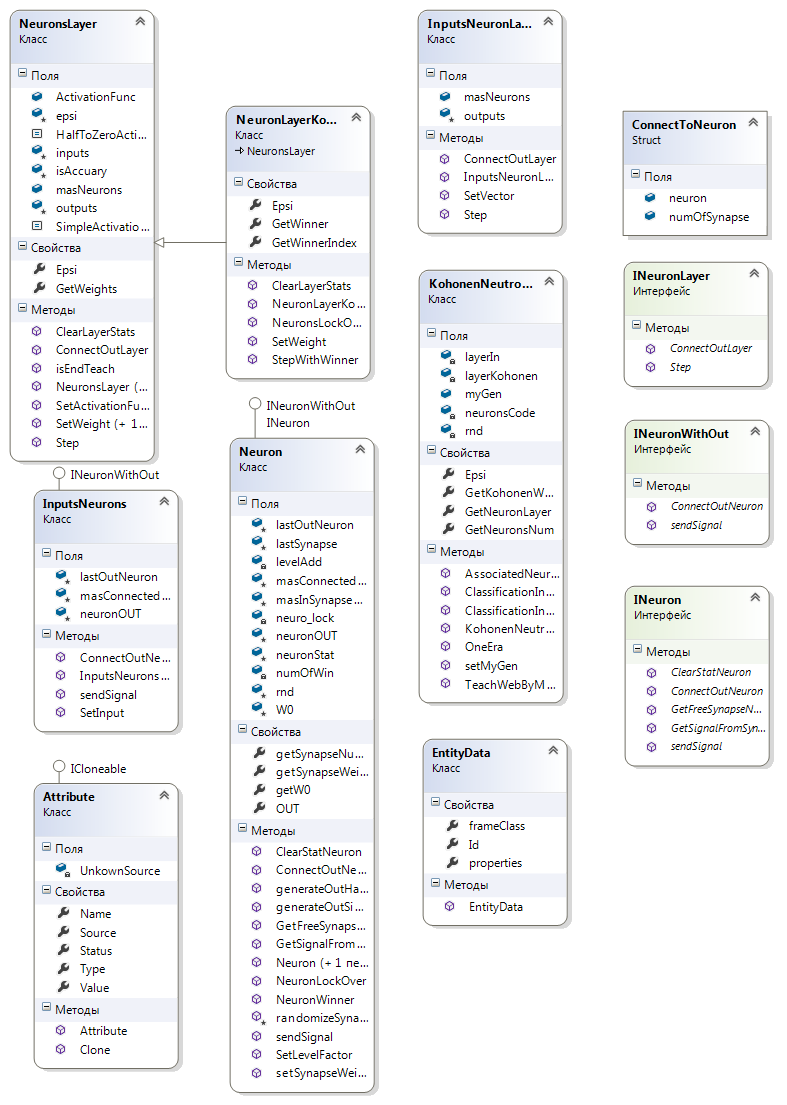 NeuronsLayer
Класс
Поля
ActivationFunc
epsi
HalfToZeroActi...
inputs
isAccuary
masNeurons
outputs
SimpleActivatio...
Свойства
Epsi
GetWeights
Методы
ClearLayerStats
ConnectOutLayer
isEndTeach
NeuronsLayer (...
SetActivationFu...
SetWeight (+ 1...
Step
NeuronLayerKo...
Класс
NeuronsLayer
Свойства
Epsi
GetWinner
GetWinnerIndex
Методы
ClearLayerStats
NeuronLayerKo...
NeuronsLockO...
SetWeight
StepWithWinner
InputsNeuronLa...
Класс
Поля
masNeurons
outputs
Методы
ConnectOutLayer
InputsNeuronL...
SetVector
Step
ConnectToNeuron
Struct
Поля
neuron
numOfSynapse
KohonenNeutro...
Класс
Поля
layerIn
layerKohonen
myGen
neuronsCode
rnd
Свойства
Epsi
GetKohonenW...
GetNeuronLayer
GetNeuronsNum
Методы
AssociatedNeur...
ClassificationIn...
ClassificationIn...
KohonenNeutr...
OneEra
setMyGen
TeachWebByM...
INeuronLayer
Интерфейс
Методы
ConnectOutLayer
Step
INeuronWithOut
Интерфейс
Методы
ConnectOutNeuron
sendSignal
INeuron
Интерфейс
Методы
ClearStatNeuron
ConnectOutNeuron
GetFreeSynapseN...
GetSignalFromSyn...
sendSignal
INeuronWithOut
InputsNeurons
Класс
Поля
lastOutNeuron
masConnected...
neuronOUT
Методы
ConnectOutNe...
InputsNeurons...
sendSignal
SetInput
INeuronWithOut
INeuron
Neuron
Класс
Поля
lastOutNeuron
lastSynapse
levelAdd
masConnected...
masInSynapse...
neuro_lock
neuronOUT
neuronStat
numOfWin
rnd
W0
Свойства
getSynapseNu...
getSynapseWei...
getW0
OUT
Методы
ClearStatNeuron
ConnectOutNe...
generateOutHa...
generateOutSi...
GetFreeSynaps...
GetSignalFrom...
Neuron (+ 1 пе...
NeuronLockOver
NeuronWinner
randomizeSyna...
sendSignal
SetLevelFactor
setSynapseWei...
ICloneable
Attribute
Класс
Поля
UnkownSource
Свойства
Name
Source
Status
Type
Value
Методы
Attribute
Clone
EntityData
Класс
Свойства
frameClass
Id
properties
Методы
EntityData